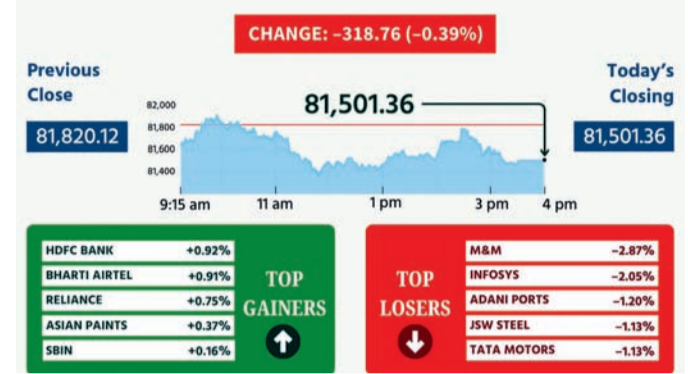 CHANGE: –318.76 (–0.39%)
Previous
Close
81,820.12
Today's
Closing
81,501.36
81,501.36
82,000
81,800
81,600
81,400
9:15 am 11 am 1 pm 3 pm 4 pm
TOP
GAINERS
HDFC BANK +0.92%
BHARTI AIRTEL +0.91%
RELIANCE +0.75%
ASIAN PAINTS +0.37%
SBIN +0.16%
TOP
LOSERS
M&M –2.87%
INFOSYS –2.05%
ADANI PORTS –1.20%
JSW STEEL –1.13%
TATA MOTORS –1.13%